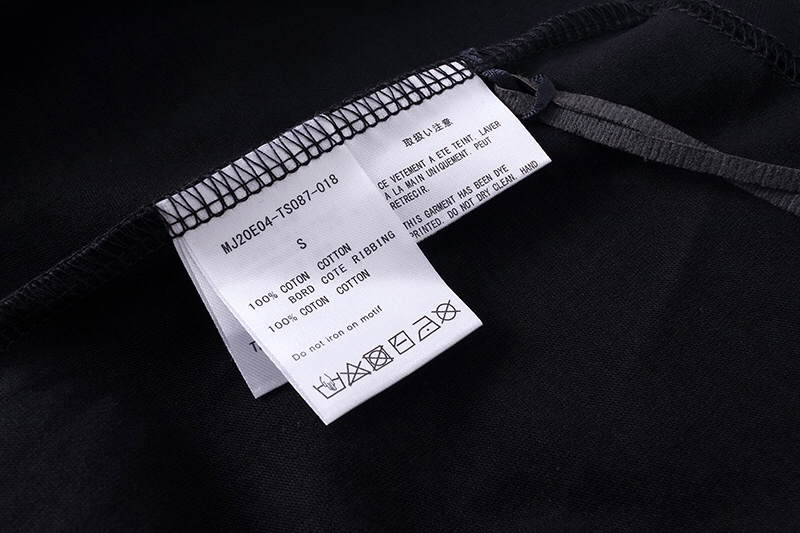 MJ20E04-TS087-018
S
100% COTON COTTON
BORD COTE RIBBING
100% COTON COTTON
Do not iron on motif
取扱い注意
CE VETEMENT A ETE TEINT. LAVER
A LA MAIN UNIQUEMENT. PEUT
RETRECIR.
THIS GARMENT HAS BEEN DYE
PRINTED. DO NOT DRY CLEAN. HAND